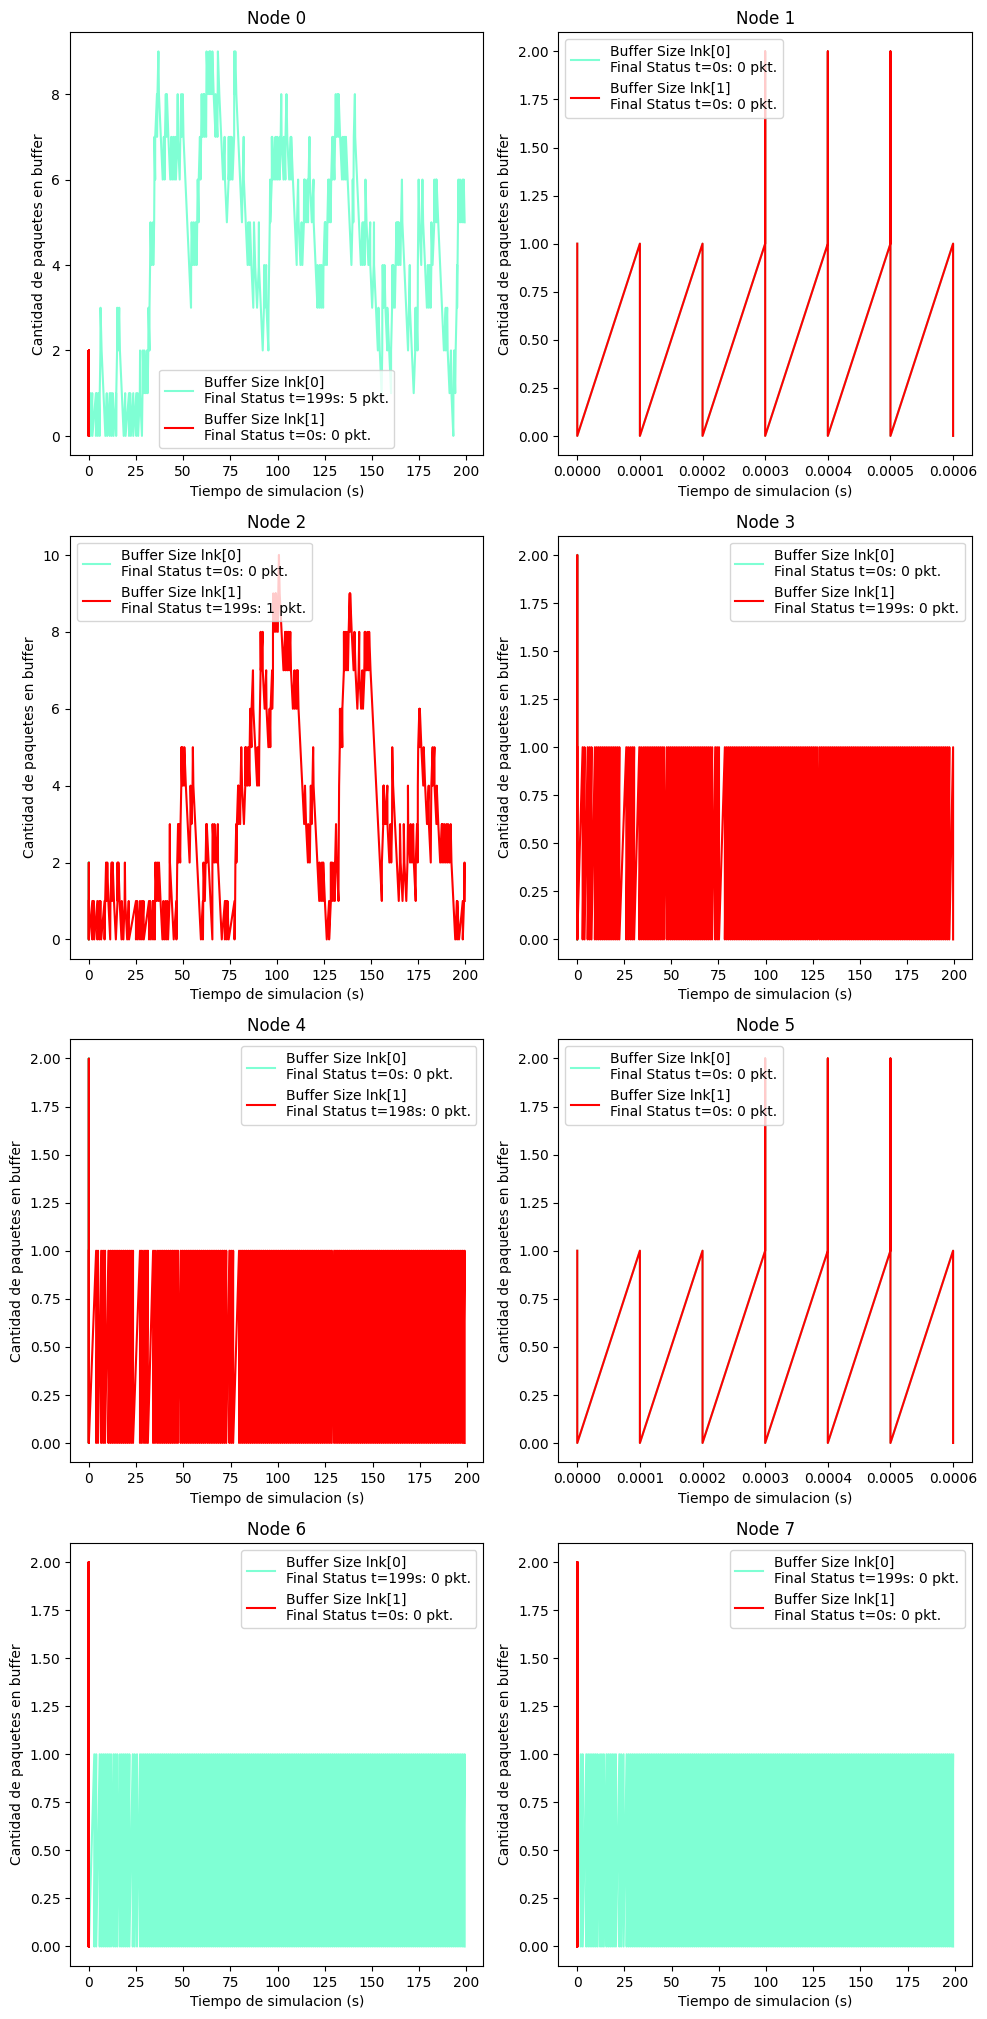 Node 0
Cantidad de paquetes en buffer
8
6
4
2
0
Buffer Size lnk[0]
Final Status t=199s: 5 pkt.
Buffer Size lnk[1]
Final Status t=0s: 0 pkt.
0 25 50 75 100 125 150 175 200
Tiempo de simulacion (s)
Node 1
Cantidad de paquetes en buffer
2.00
1.75
1.50
1.25
1.00
0.75
0.50
0.25
0.00
Buffer Size lnk[0]
Final Status t=0s: 0 pkt.
Buffer Size lnk[1]
Final Status t=0s: 0 pkt.
0.0000 0.0001 0.0002 0.0003 0.0004 0.0005 0.0006
Tiempo de simulacion (s)
Node 2
Cantidad de paquetes en buffer
10
8
6
4
2
0
Buffer Size lnk[0]
Final Status t=0s: 0 pkt.
Buffer Size lnk[1]
Final Status t=199s: 1 pkt.
0 25 50 75 100 125 150 175 200
Tiempo de simulacion (s)
Node 3
Cantidad de paquetes en buffer
2.00
1.75
1.50
1.25
1.00
0.75
0.50
0.25
0.00
Buffer Size lnk[0]
Final Status t=0s: 0 pkt.
Buffer Size lnk[1]
Final Status t=199s: 0 pkt.
0 25 50 75 100 125 150 175 200
Tiempo de simulacion (s)
Node 4
Cantidad de paquetes en buffer
2.00
1.75
1.50
1.25
1.00
0.75
0.50
0.25
0.00
Buffer Size lnk[0]
Final Status t=0s: 0 pkt.
Buffer Size lnk[1]
Final Status t=198s: 0 pkt.
0 25 50 75 100 125 150 175 200
Tiempo de simulacion (s)
Node 5
Cantidad de paquetes en buffer
2.00
1.75
1.50
1.25
1.00
0.75
0.50
0.25
0.00
Buffer Size lnk[0]
Final Status t=0s: 0 pkt.
Buffer Size lnk[1]
Final Status t=0s: 0 pkt.
0.0000 0.0001 0.0002 0.0003 0.0004 0.0005 0.0006
Tiempo de simulacion (s)
Node 6
Cantidad de paquetes en buffer
2.00
1.75
1.50
1.25
1.00
0.75
0.50
0.25
0.00
Buffer Size lnk[0]
Final Status t=199s: 0 pkt.
Buffer Size lnk[1]
Final Status t=0s: 0 pkt.
0 25 50 75 100 125 150 175 200
Tiempo de simulacion (s)
Node 7
Cantidad de paquetes en buffer
2.00
1.75
1.50
1.25
1.00
0.75
0.50
0.25
0.00
Buffer Size lnk[0]
Final Status t=199s: 0 pkt.
Buffer Size lnk[1]
Final Status t=0s: 0 pkt.
0 25 50 75 100 125 150 175 200
Tiempo de simulacion (s)